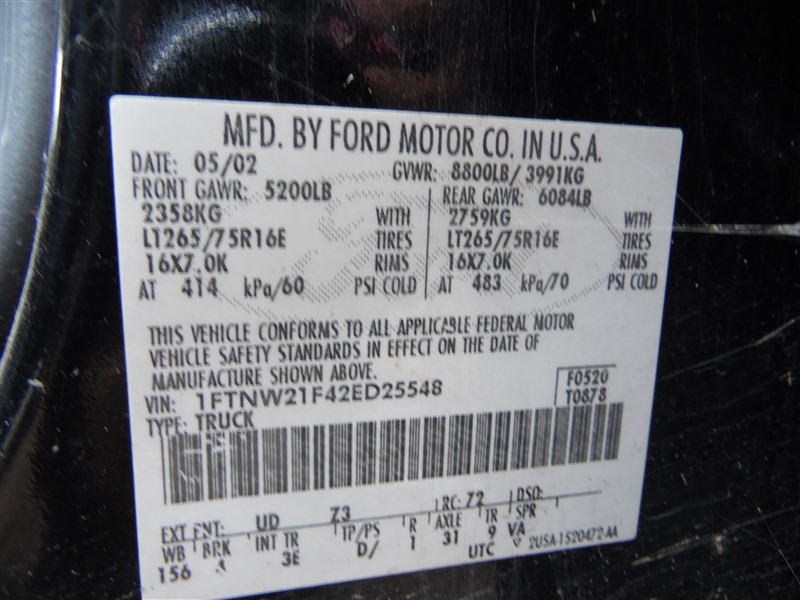 MFD. BY FORD MOTOR CO. IN U.S.A.
DATE: 05/02 GVWR: 8800LB/ 3991KG
FRONT GAWR: 5200LB REAR GAWR: 6084LB
2358KG WITH 2759KG WITH
LT265/75R16E TIRES LT265/75R16E TIRES
16X7.0K RIMS 16X7.0K RIMS
AT 414 kPa/60 PSI COLD AT 483 kPa/70 PSI COLD
THIS VEHICLE CONFORMS TO ALL APPLICABLE FEDERAL MOTOR
VEHICLE SAFETY STANDARDS IN EFFECT ON THE DATE OF
MANUFACTURE SHOWN ABOVE.
VIN: 1FTNW21F42ED25548 F0520
TYPE: TRUCK T0878
EXT PNT: UD Z3 RC: 72 DSO:
WB BRK INT TR TP/PS R AXLE TR SPR
156 3E D/ 1 31 9 VA
UTC 2USA-1520472-AA